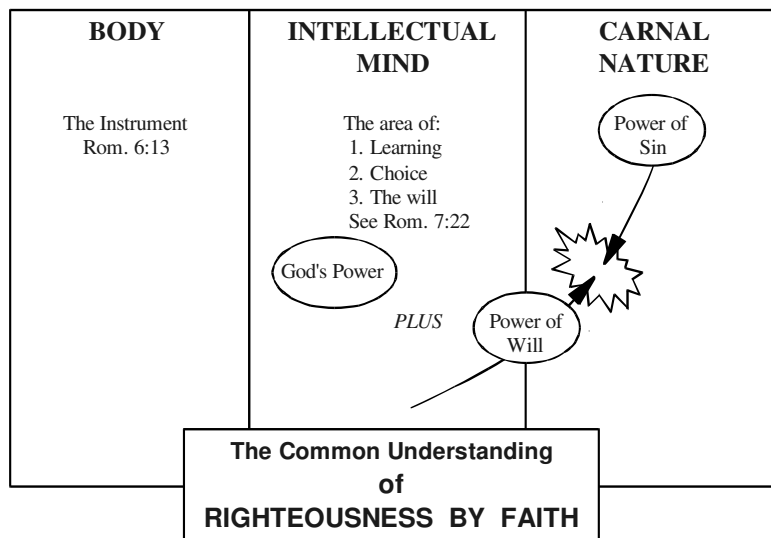 BODY
The Instrument
Rom. 6:13
INTELLECTUAL
MIND
The area of:
1. Learning
2. Choice
3. The will
See Rom. 7:22
God's Power
PLUS
Power of
Will
CARNAL
NATURE
Power of
Sin
The Common Understanding
of
RIGHTEOUSNESS BY FAITH